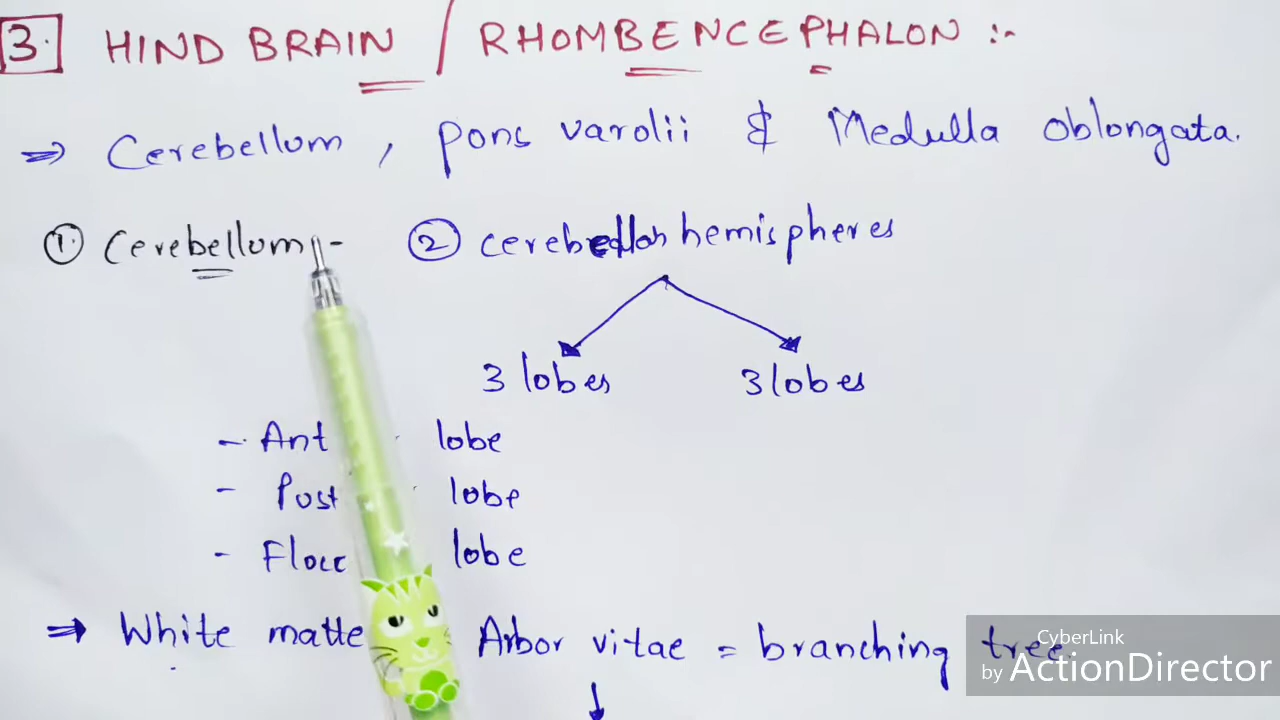 3. HIND BRAIN / RHOMBENCEPHALON :-
⇒ Cerebellum, Pons varolii & Medulla oblongata.
① Cerebellum - ② cerebellar hemispheres
3 lobes 3 lobes
- Ant lobe
- Post lobe
- Flocc lobe
⇒ White matte Arbor vitae = branching tree.
CyberLink
by ActionDirector